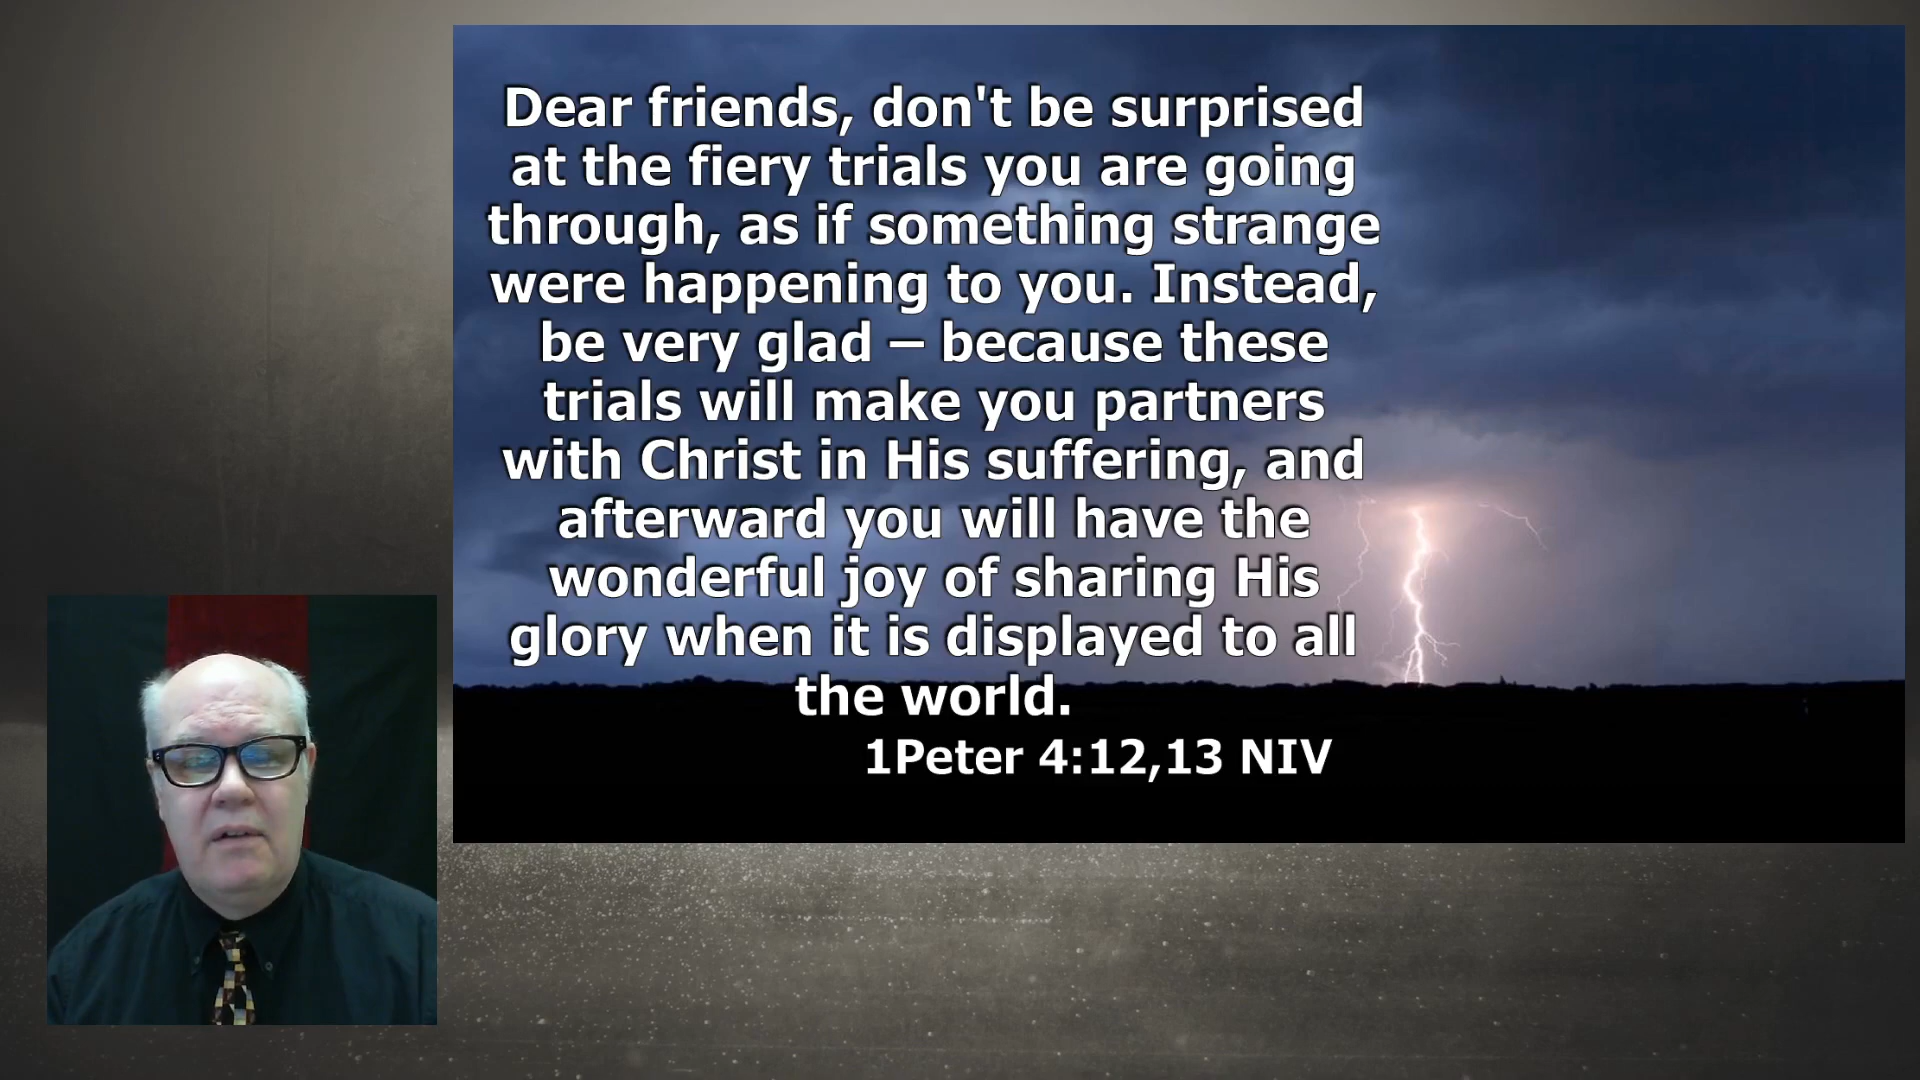 Dear friends, don't be surprised
at the fiery trials you are going
through, as if something strange
were happening to you. Instead,
be very glad – because these
trials will make you partners
with Christ in His suffering, and
afterward you will have the
wonderful joy of sharing His
glory when it is displayed to all
the world.
1Peter 4:12,13 NIV